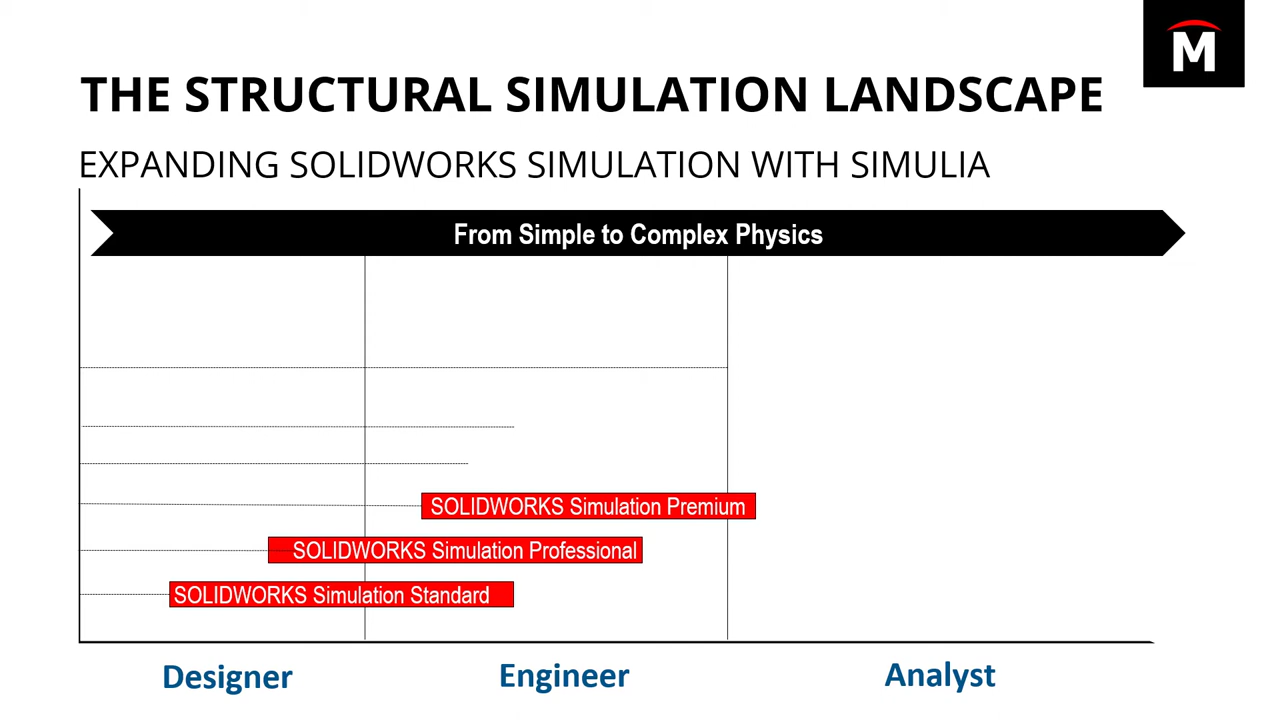 M
THE STRUCTURAL SIMULATION LANDSCAPE
EXPANDING SOLIDWORKS SIMULATION WITH SIMULIA
From Simple to Complex Physics
SOLIDWORKS Simulation Premium
SOLIDWORKS Simulation Professional
SOLIDWORKS Simulation Standard
Designer
Engineer
Analyst